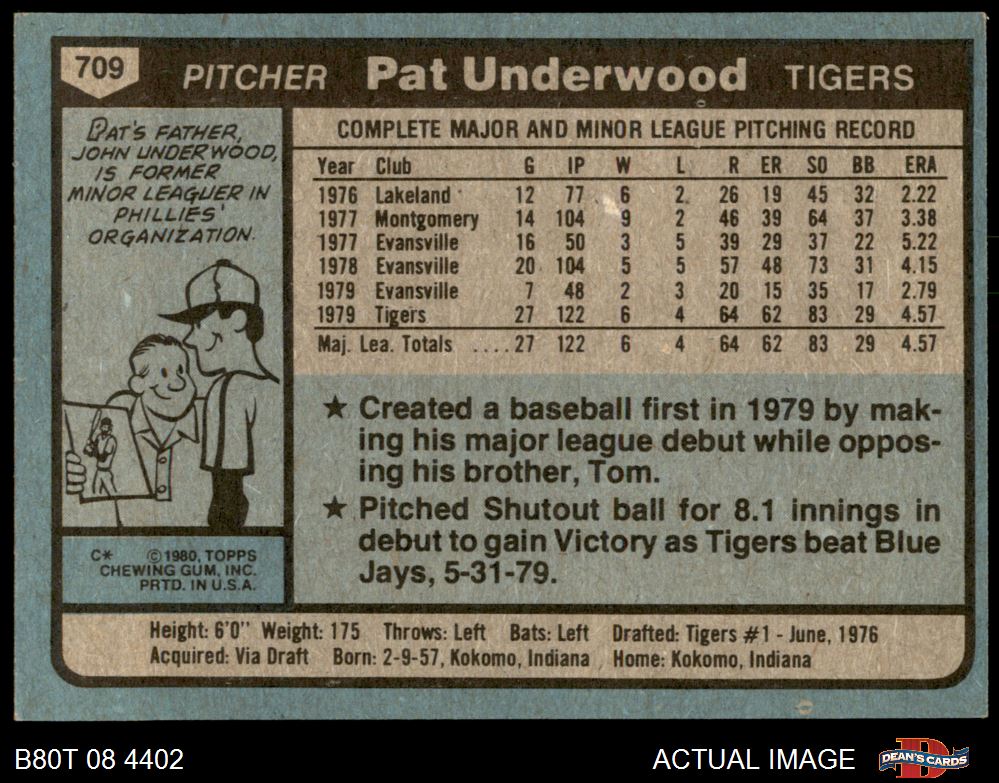 709 PITCHER Pat Underwood TIGERS
PAT'S FATHER,
JOHN UNDERWOOD,
IS FORMER
MINOR LEAGUER IN
PHILLIES'
ORGANIZATION.
C* ©1980, TOPPS
CHEWING GUM, INC.
PRTD. IN U.S.A.
COMPLETE MAJOR AND MINOR LEAGUE PITCHING RECORD
Year Club G IP W L R ER SO BB ERA
1976 Lakeland 12 77 6 2 26 19 45 32 2.22
1977 Montgomery 14 104 9 2 46 39 64 37 3.38
1977 Evansville 16 50 3 5 39 29 37 22 5.22
1978 Evansville 20 104 5 5 57 48 73 31 4.15
1979 Evansville 7 48 2 3 20 15 35 17 2.79
1979 Tigers 27 122 6 4 64 62 83 29 4.57
Maj. Lea. Totals ....27 122 6 4 64 62 83 29 4.57
★ Created a baseball first in 1979 by mak-
ing his major league debut while oppos-
ing his brother, Tom.
★ Pitched Shutout ball for 8.1 innings in
debut to gain Victory as Tigers beat Blue
Jays, 5-31-79.
Height: 6'0" Weight: 175 Throws: Left Bats: Left Drafted: Tigers #1 - June, 1976
Acquired: Via Draft Born: 2-9-57, Kokomo, Indiana Home: Kokomo, Indiana
B80T 08 4402 ACTUAL IMAGE DEAN'S CARDS